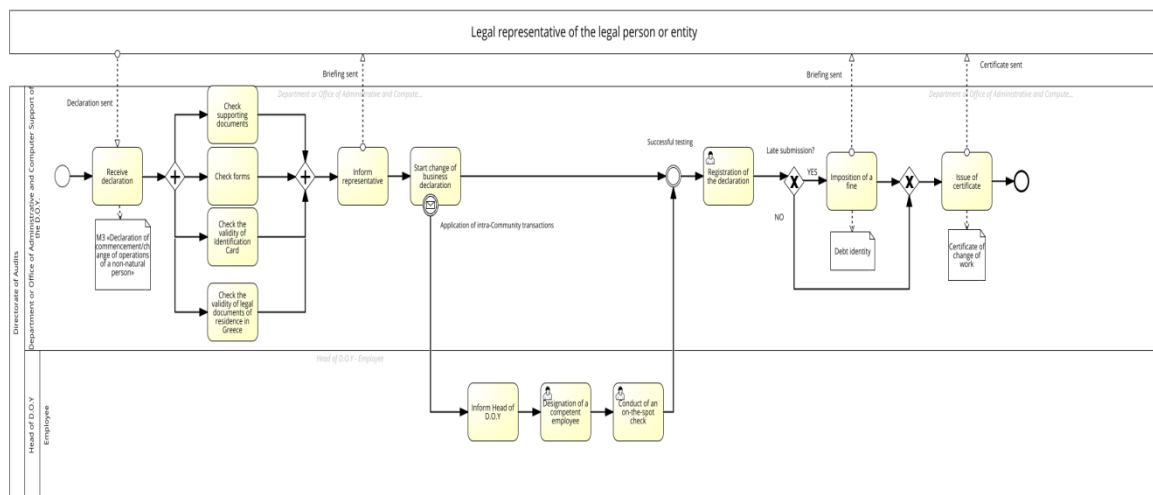 Legal representative of the legal person or entity
Declaration sent
Briefing sent
Briefing sent
Certificate sent
Directorate of Audits
Department or Office of Administrative and Computer Support of
the D.O.Y.
Department or Office of Administrative and Compute...
Department or Office of Administrative and Compute...
Receive
declaration
M3 «Declaration of
commencement/ch
ange of operations
of a non-natural
person»
Check
supporting
documents
Check forms
Check the
validity of
Identification
Card
Check the
validity of legal
documents of
residence in
Greece
Inform
representative
Start change of
business
declaration
Application of intra-Community transactions
Successful testing
Registration of
the declaration
Late submission?
YES
NO
Imposition of a
fine
Debt identity
Issue of
certificate
Certificate of
change of
work
Head of D.O.Y
Employee
Head of D.O.Y - Employee
Inform Head of
D.O.Y
Designation of a
competent
employee
Conduct of an
on-the-spot
check